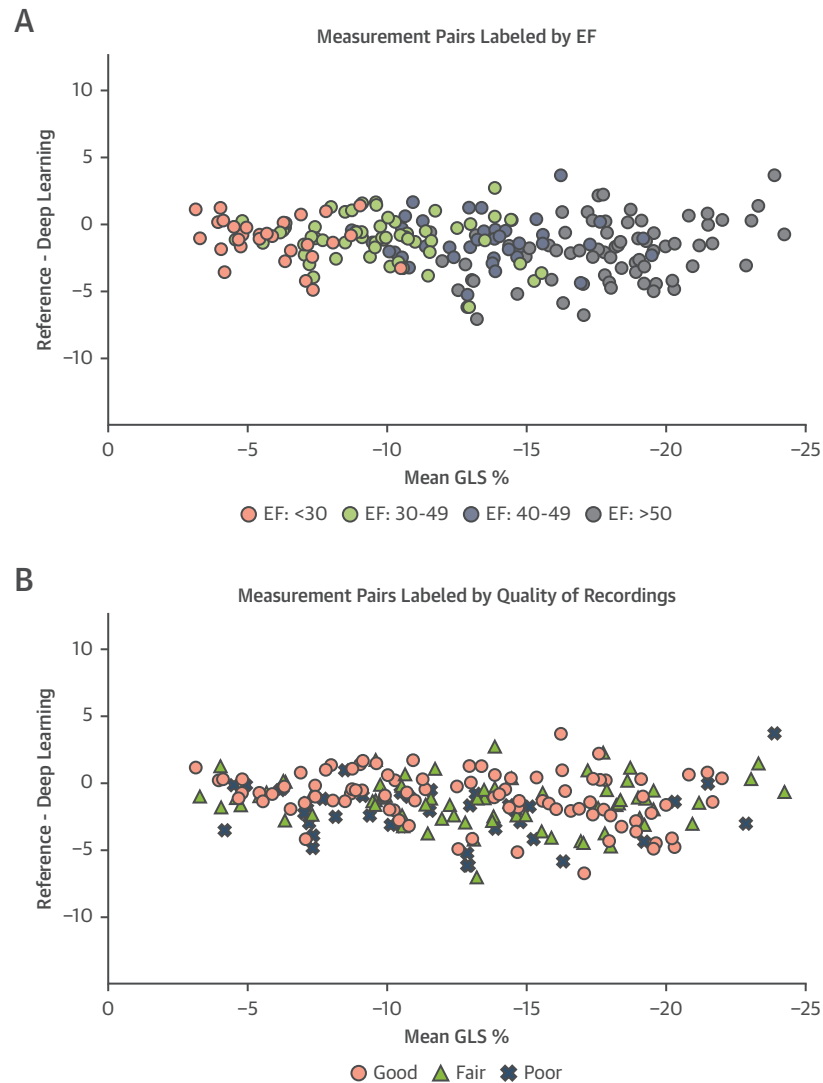 A
Measurement Pairs Labeled by EF
10
5
0
−5
−10
Reference - Deep Learning
0
−5
−10
−15
−20
−25
Mean GLS %
EF: <30 EF: 30-49 EF: 40-49 EF: >50
B
Measurement Pairs Labeled by Quality of Recordings
10
5
0
−5
−10
Reference - Deep Learning
0
−5
−10
−15
−20
−25
Mean GLS %
Good Fair Poor